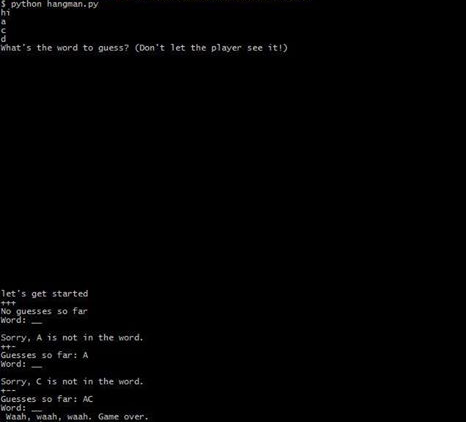 $ python hangman.py
hi
a
c
d
What's the word to guess? (Don't let the player see it!)
let's get started
+++
No guesses so far
Word: __
Sorry, A is not in the word.
++-
Guesses so far: A
Word: __
Sorry, C is not in the word.
+--
Guesses so far: AC
Word: __
Waah, waah, waah. Game over.